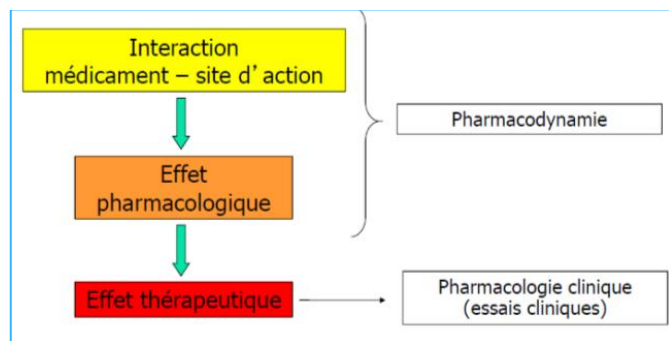 Interaction
médicament – site d'action
Pharmacodynamie
Effet
pharmacologique
Effet thérapeutique
Pharmacologie clinique
(essais cliniques)